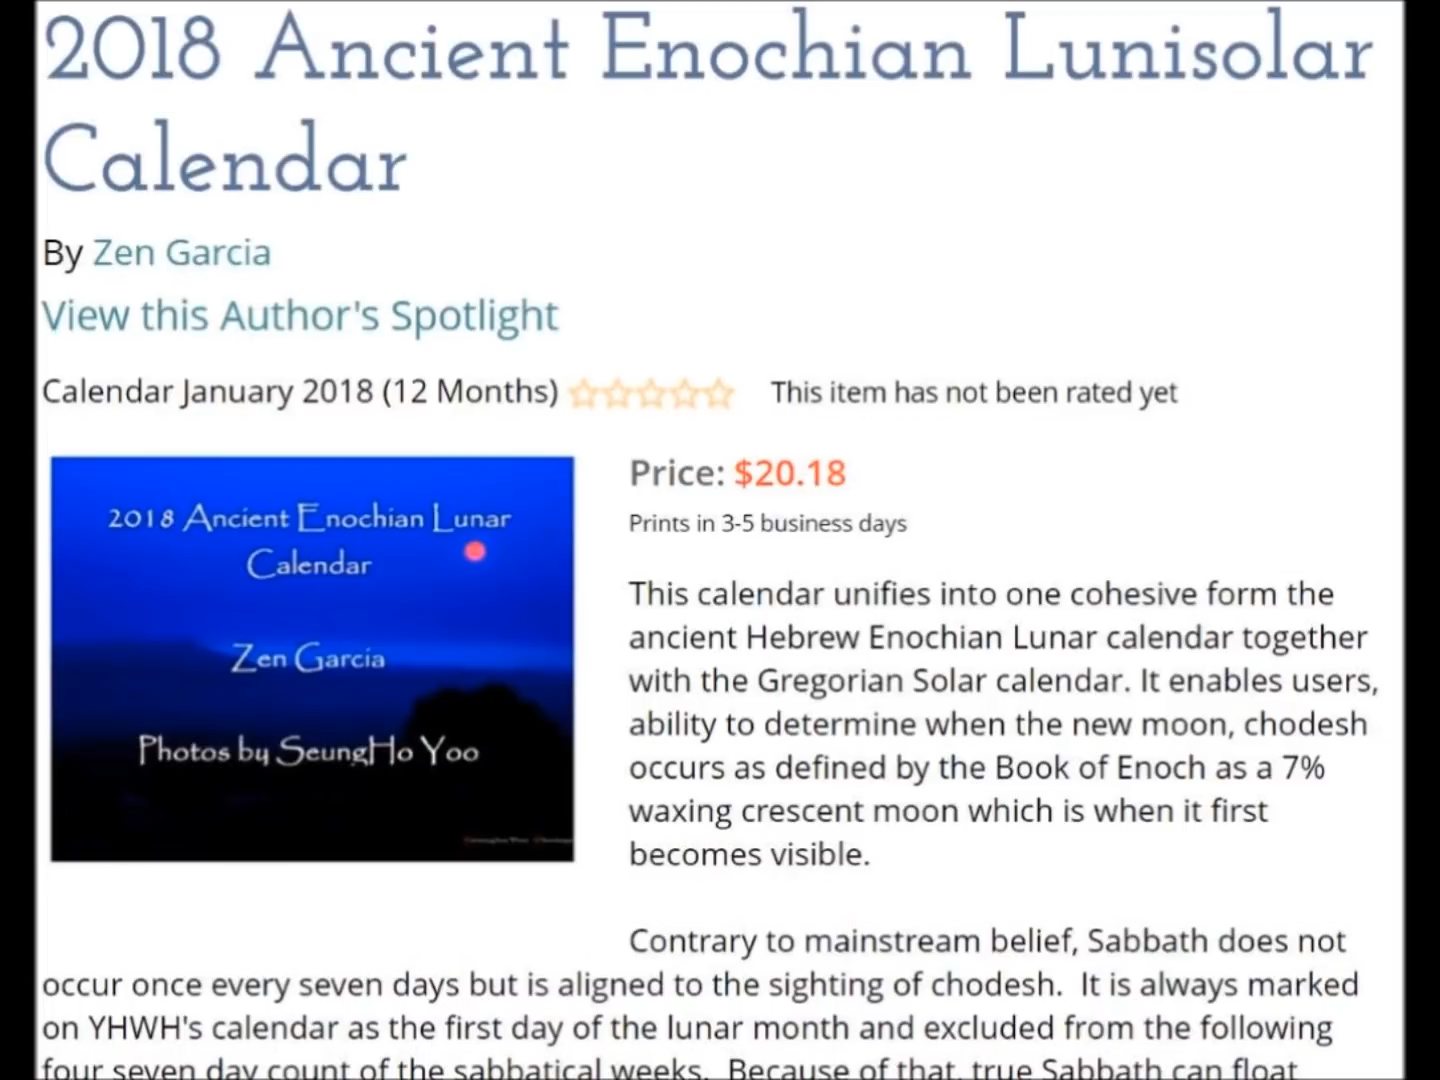 2018 Ancient Enochian Lunisolar
Calendar
By Zen Garcia
View this Author's Spotlight
Calendar January 2018 (12 Months)
This item has not been rated yet
2018 Ancient Enochian Lunar
Calendar
Zen Garcia
Photos by SeungHo Yoo
Price: $20.18
Prints in 3-5 business days
This calendar unifies into one cohesive form the
ancient Hebrew Enochian Lunar calendar together
with the Gregorian Solar calendar. It enables users,
ability to determine when the new moon, chodesh
occurs as defined by the Book of Enoch as a 7%
waxing crescent moon which is when it first
becomes visible.
Contrary to mainstream belief, Sabbath does not
occur once every seven days but is aligned to the sighting of chodesh. It is always marked
on YHWH's calendar as the first day of the lunar month and excluded from the following
four seven day count of the sabbatical weeks. Because of that, true Sabbath can float